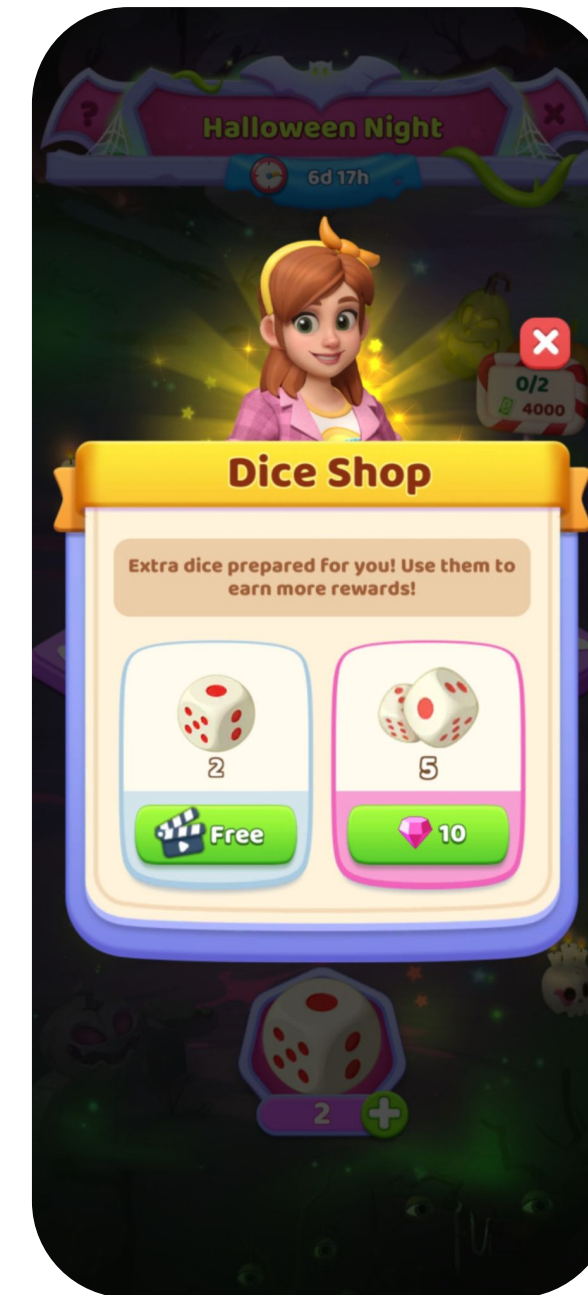 ?
Halloween Night
6d 17h
0/2
4000
Dice Shop
Extra dice prepared for you! Use them to
earn more rewards!
2
5
Free
10
2